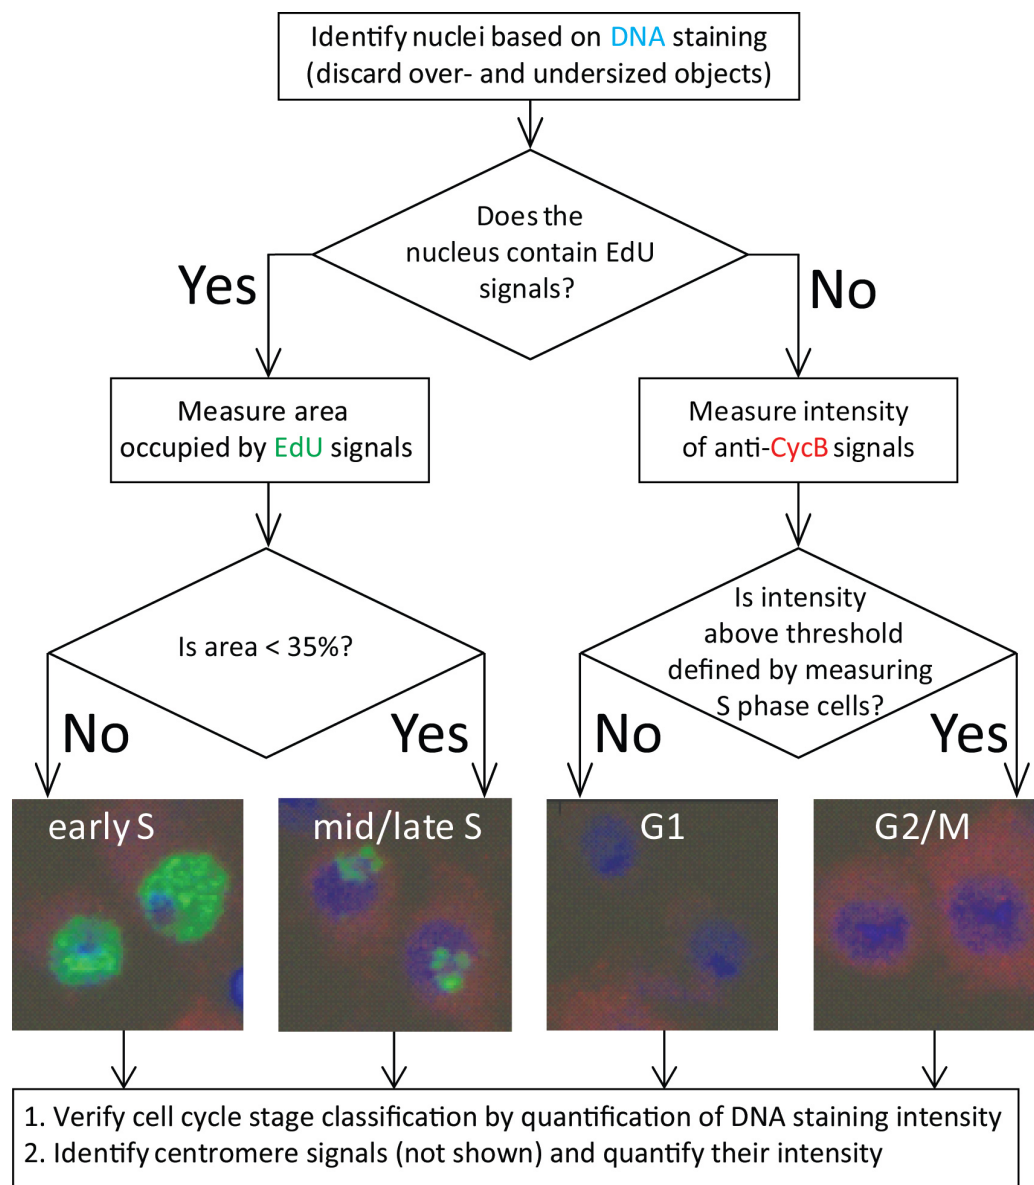 Identify nuclei based on DNA staining
(discard over- and undersized objects)
Does the
nucleus contain EdU
signals?
Yes
No
Measure area
occupied by EdU signals
Measure intensity
of anti-CycB signals
Is area < 35%?
Is intensity
above threshold
defined by measuring
S phase cells?
No
Yes
No
Yes
early S
mid/late S
G1
G2/M
1. Verify cell cycle stage classification by quantification of DNA staining intensity
2. Identify centromere signals (not shown) and quantify their intensity